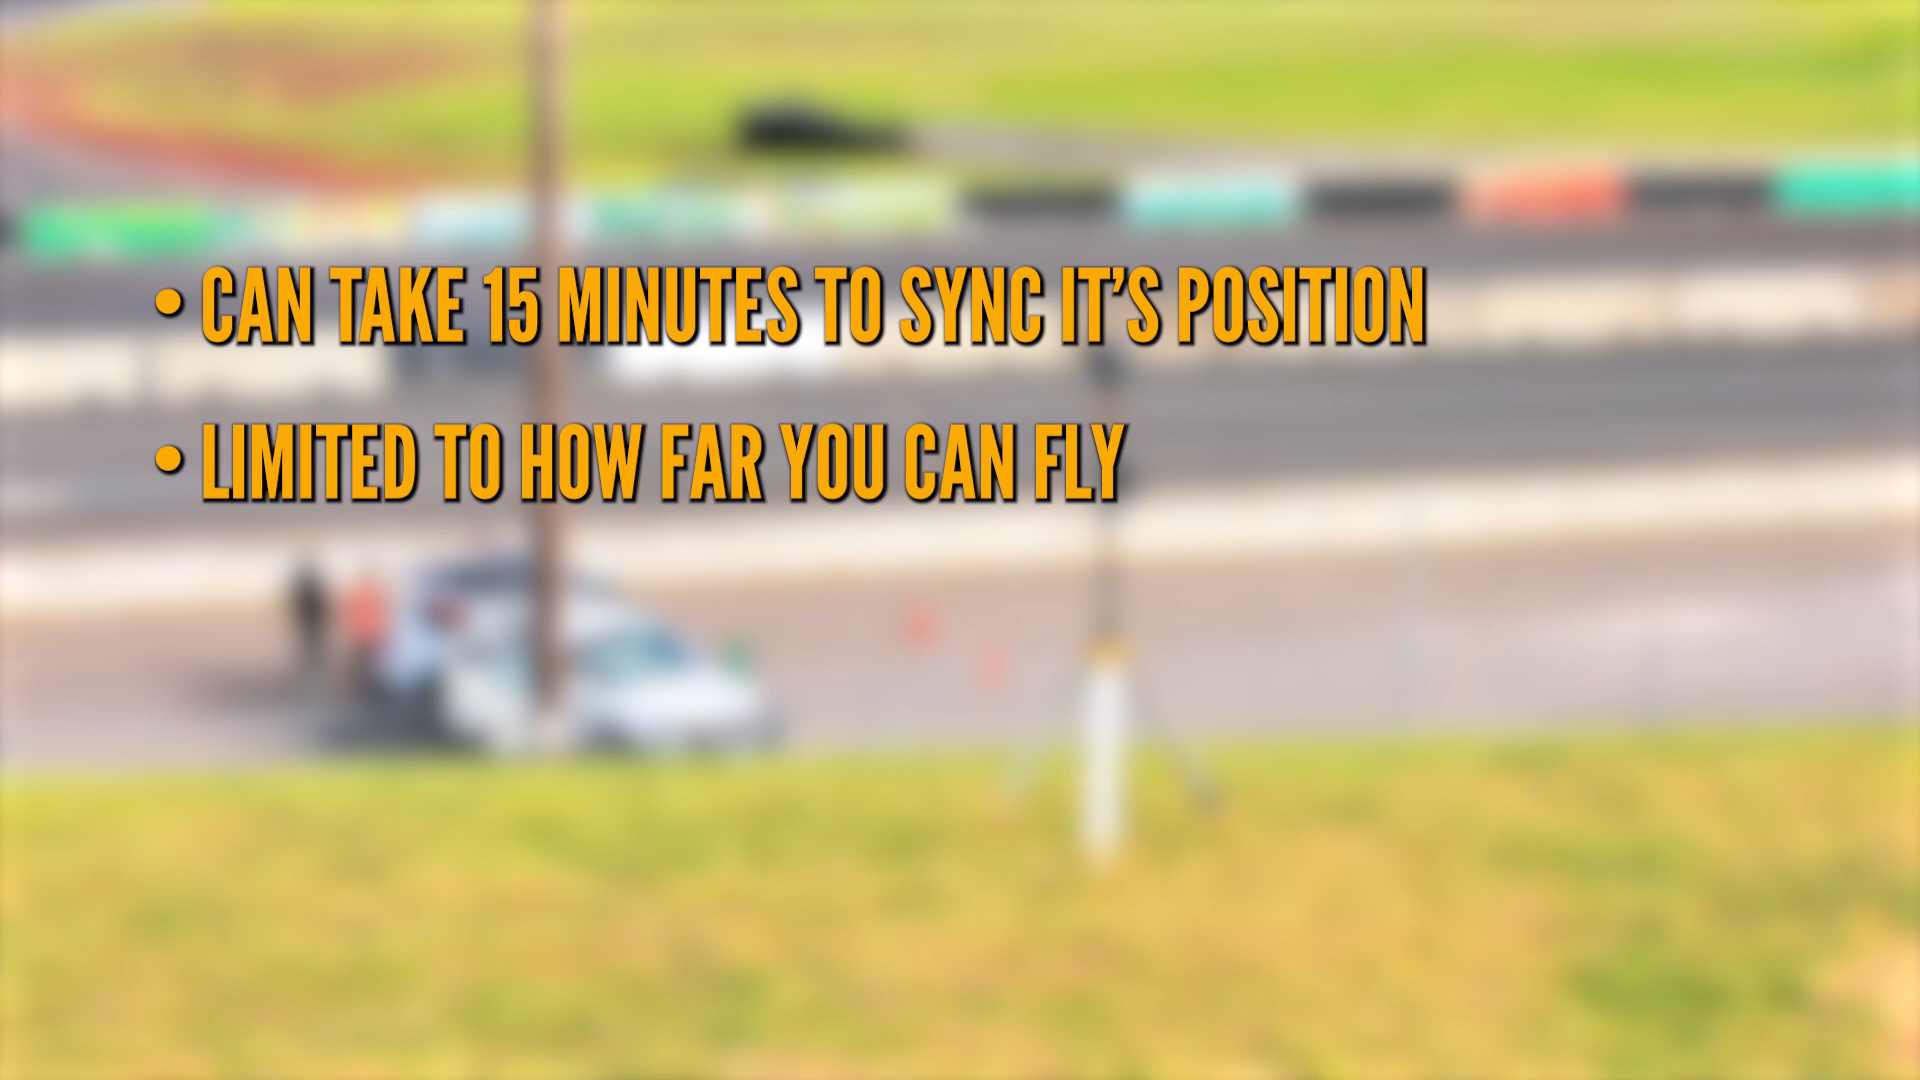 • CAN TAKE 15 MINUTES TO SYNC IT’S POSITION
• LIMITED TO HOW FAR YOU CAN FLY